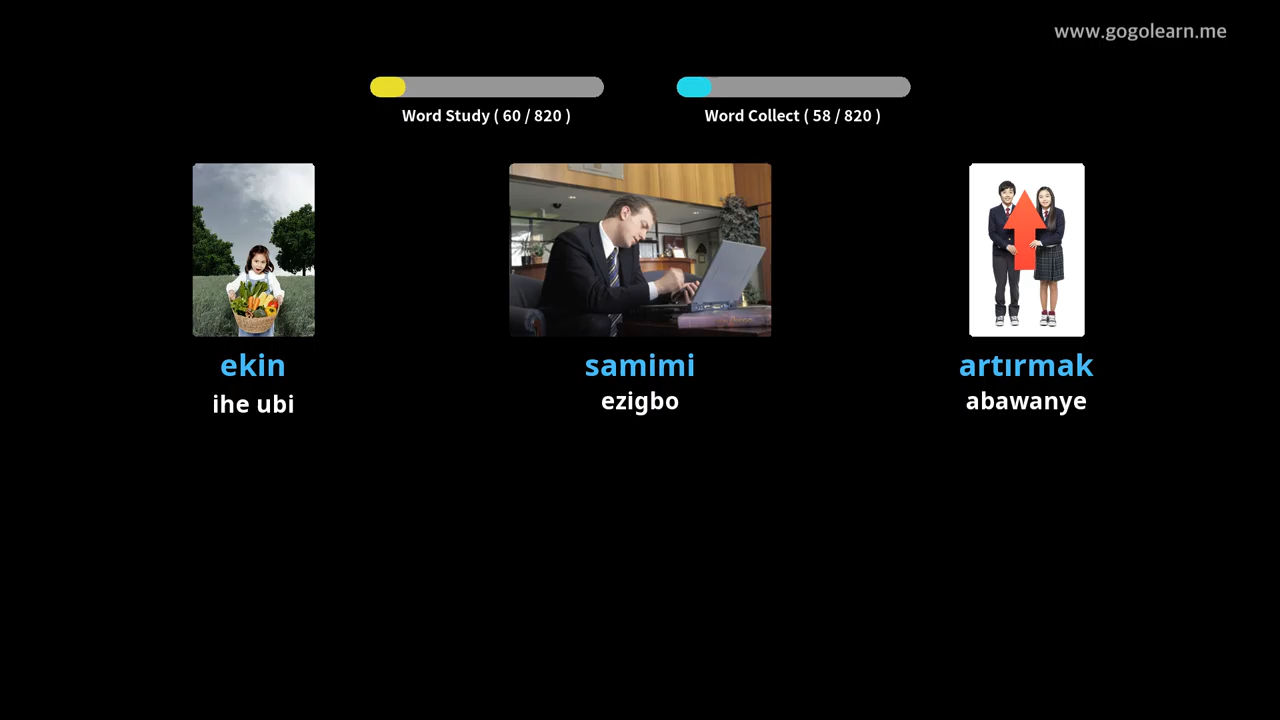 www.gogolearn.me
Word Study ( 60 / 820 )
Word Collect ( 58 / 820 )
ekin
ihe ubi
samimi
ezigbo
artırmak
abawanye